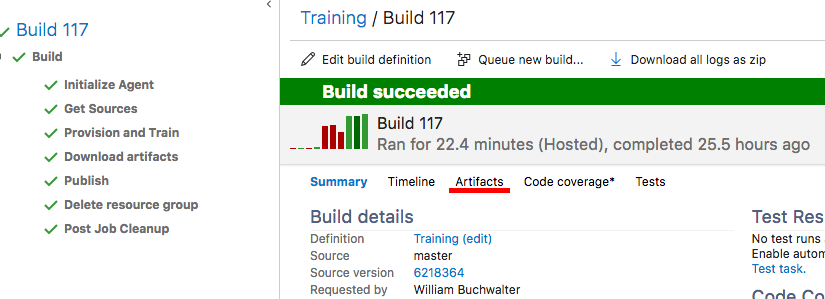 Build 117
Build
Initialize Agent
Get Sources
Provision and Train
Download artifacts
Publish
Delete resource group
Post Job Cleanup
Training / Build 117
Edit build definition Queue new build... Download all logs as zip
Build succeeded
Build 117
Ran for 22.4 minutes (Hosted), completed 25.5 hours ago
Summary Timeline Artifacts Code coverage* Tests
Build details
Definition Training (edit)
Source master
Source version 6218364
Requested by William Buchwalter
Test Res
No test runs
Enable autom
Test task.
Code Co